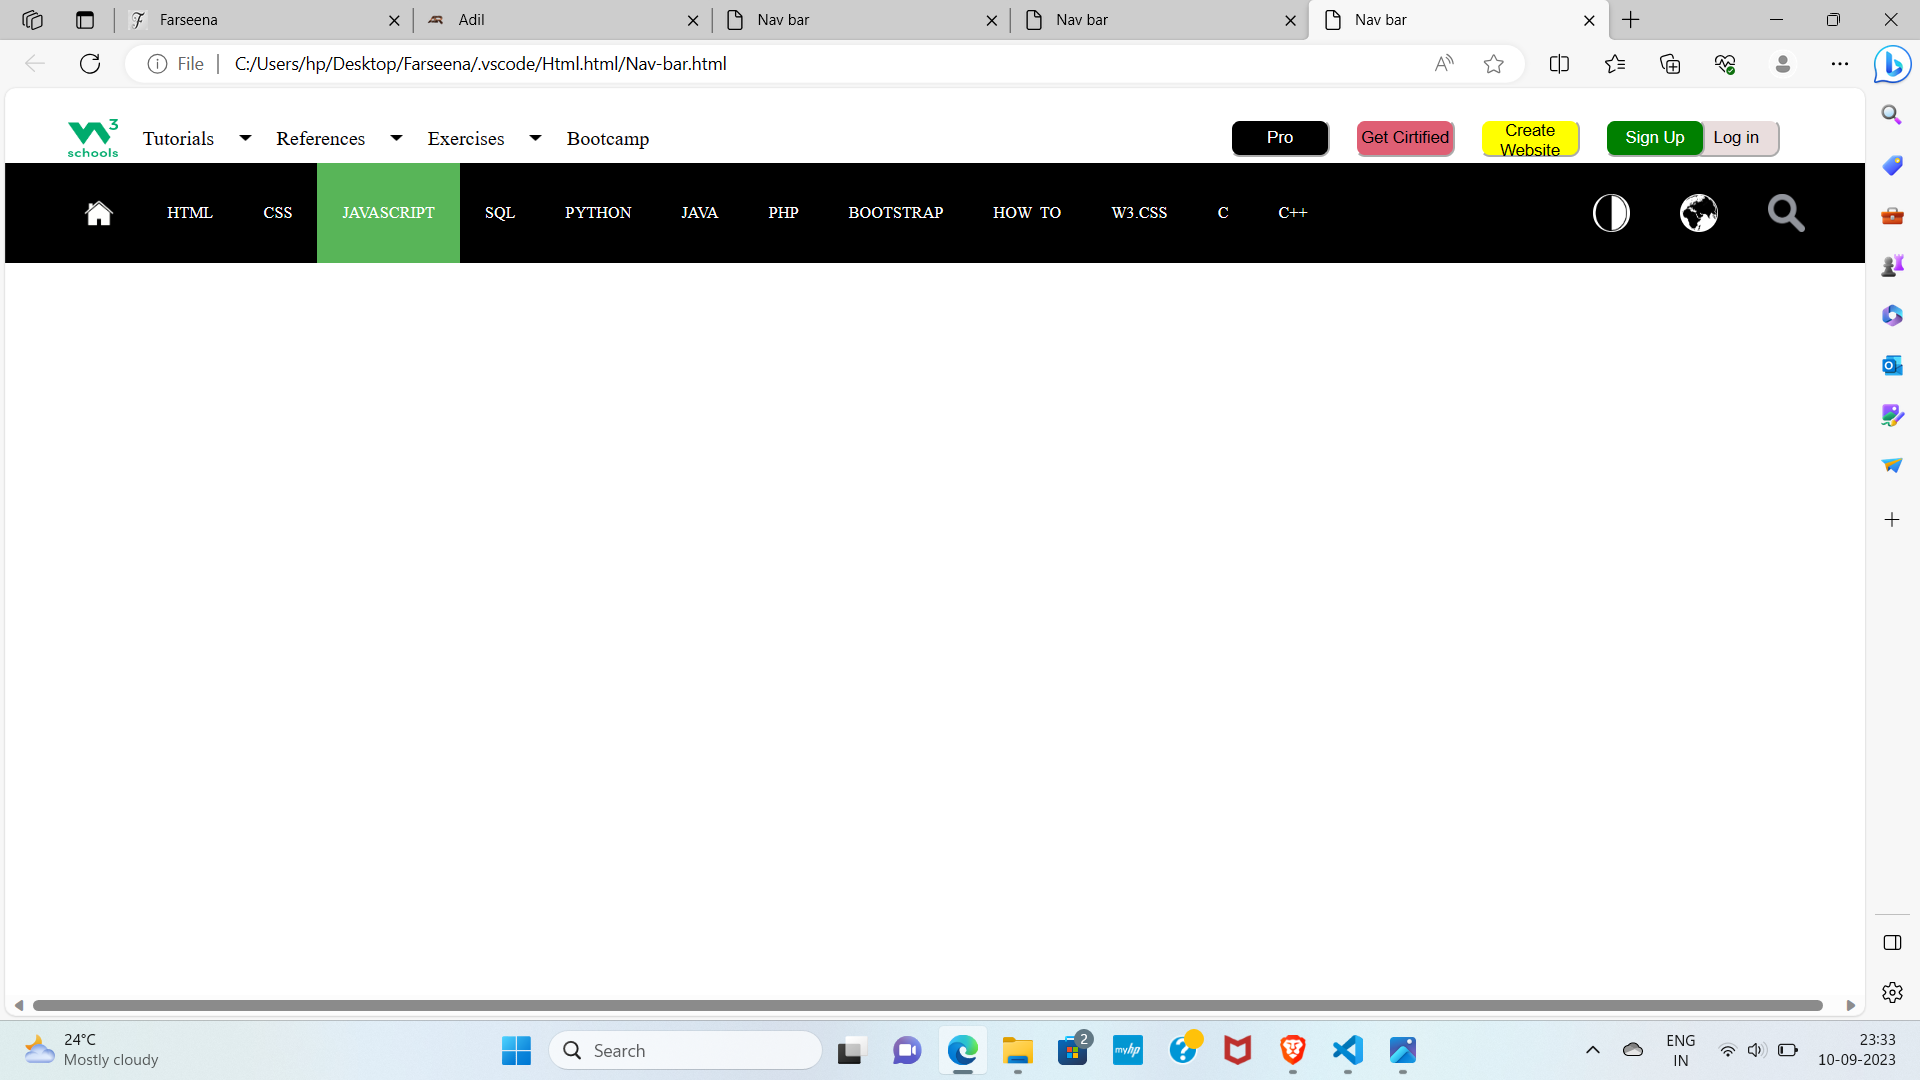 Farseena
Adil
Nav bar
Nav bar
Nav bar
File
C:/Users/hp/Desktop/Farseena/.vscode/Html.html/Nav-bar.html
3
schools
Tutorials
References
Exercises
Bootcamp
Pro
Get Cirtified
Create
Website
Sign Up
Log in
HTML
CSS
JAVASCRIPT
SQL
PYTHON
JAVA
PHP
BOOTSTRAP
HOW TO
W3.CSS
C
C++
24°C
Mostly cloudy
Search
2
myhp
ENG
IN
23:33
10-09-2023